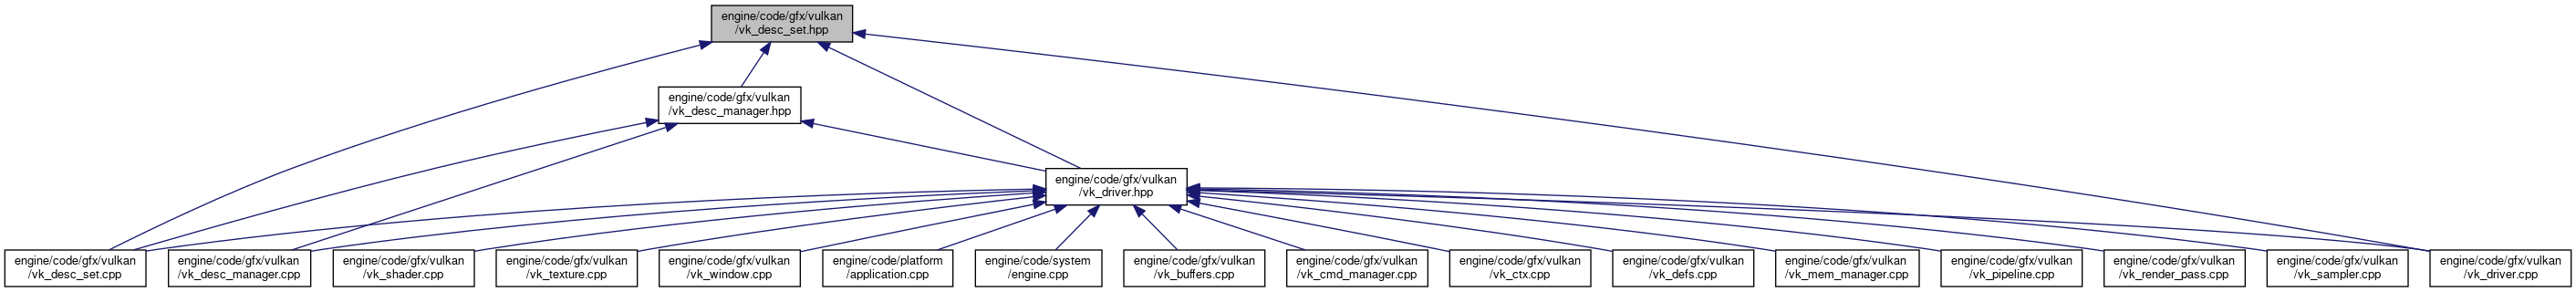 engine/code/gfx/vulkan
/vk_desc_set.hpp
engine/code/gfx/vulkan
/vk_desc_manager.hpp
engine/code/gfx/vulkan
/vk_driver.hpp
engine/code/gfx/vulkan
/vk_desc_set.cpp
engine/code/gfx/vulkan
/vk_desc_manager.cpp
engine/code/gfx/vulkan
/vk_shader.cpp
engine/code/gfx/vulkan
/vk_texture.cpp
engine/code/gfx/vulkan
/vk_window.cpp
engine/code/platform
/application.cpp
engine/code/system
/engine.cpp
engine/code/gfx/vulkan
/vk_buffers.cpp
engine/code/gfx/vulkan
/vk_cmd_manager.cpp
engine/code/gfx/vulkan
/vk_ctx.cpp
engine/code/gfx/vulkan
/vk_defs.cpp
engine/code/gfx/vulkan
/vk_mem_manager.cpp
engine/code/gfx/vulkan
/vk_pipeline.cpp
engine/code/gfx/vulkan
/vk_render_pass.cpp
engine/code/gfx/vulkan
/vk_sampler.cpp
engine/code/gfx/vulkan
/vk_driver.cpp